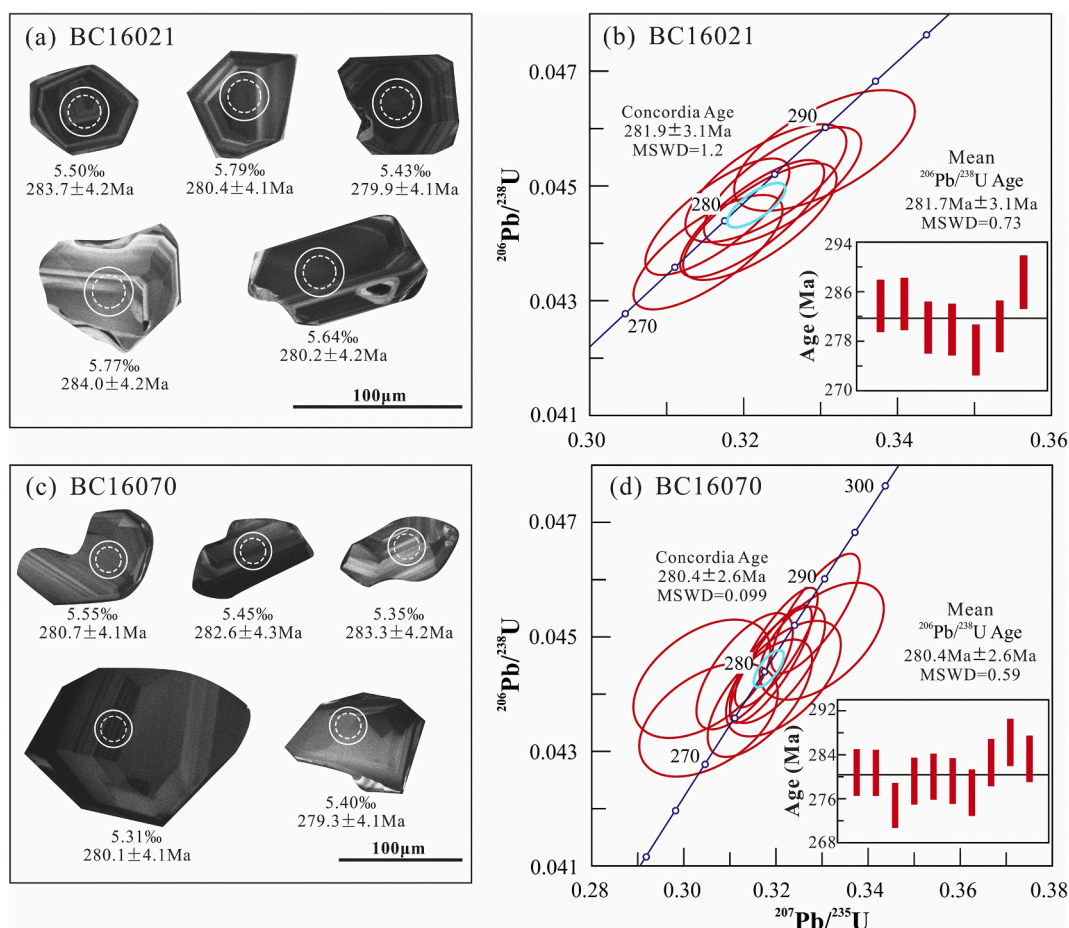 (a) BC16021
5.50‰
283.7±4.2Ma
5.79‰
280.4±4.1Ma
5.43‰
279.9±4.1Ma
5.77‰
284.0±4.2Ma
5.64‰
280.2±4.2Ma
100μm
(b) BC16021
0.047
0.045
0.043
0.041
206Pb/238U
Concordia Age
281.9±3.1Ma
MSWD=1.2
290
280
270
Mean
206Pb/238U Age
281.7Ma±3.1Ma
MSWD=0.73
294
286
278
270
Age (Ma)
0.30
0.32
0.34
0.36
(c) BC16070
5.55‰
280.7±4.1Ma
5.45‰
282.6±4.3Ma
5.35‰
283.3±4.2Ma
5.31‰
280.1±4.1Ma
5.40‰
279.3±4.1Ma
100μm
(d) BC16070
0.047
0.045
0.043
0.041
206Pb/238U
300
Concordia Age
280.4±2.6Ma
MSWD=0.099
290
280
270
Mean
206Pb/238U Age
280.4Ma±2.6Ma
MSWD=0.59
292
284
276
268
Age (Ma)
0.28
0.30
0.32
0.34
0.36
0.38
207Pb/235U